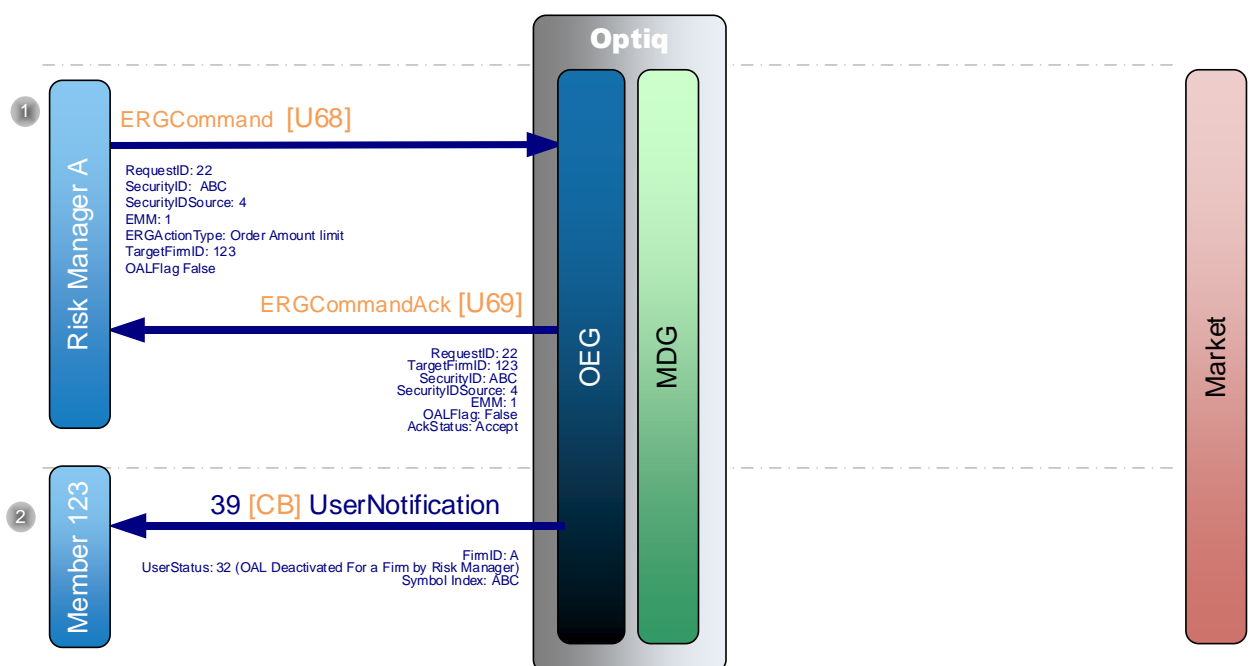 Optiq
1
ERGCommand [U68]
RequestID: 22
SecurityID: ABC
SecurityIDSource: 4
EMM: 1
ERGActionType: Order Amount limit
TargetFirmID: 123
OALFlag False
Risk Manager A
ERGCommandAck [U69]
RequestID: 22
TargetFirmID: 123
SecurityID: ABC
SecurityIDSource: 4
EMM: 1
OALFlag: False
AckStatus: Accept
OEG
MDG
Market
2
Member 123
39 [CB] UserNotification
FirmID: A
UserStatus: 32 (OAL Deactivated For a Firm by Risk Manager)
Symbol Index: ABC